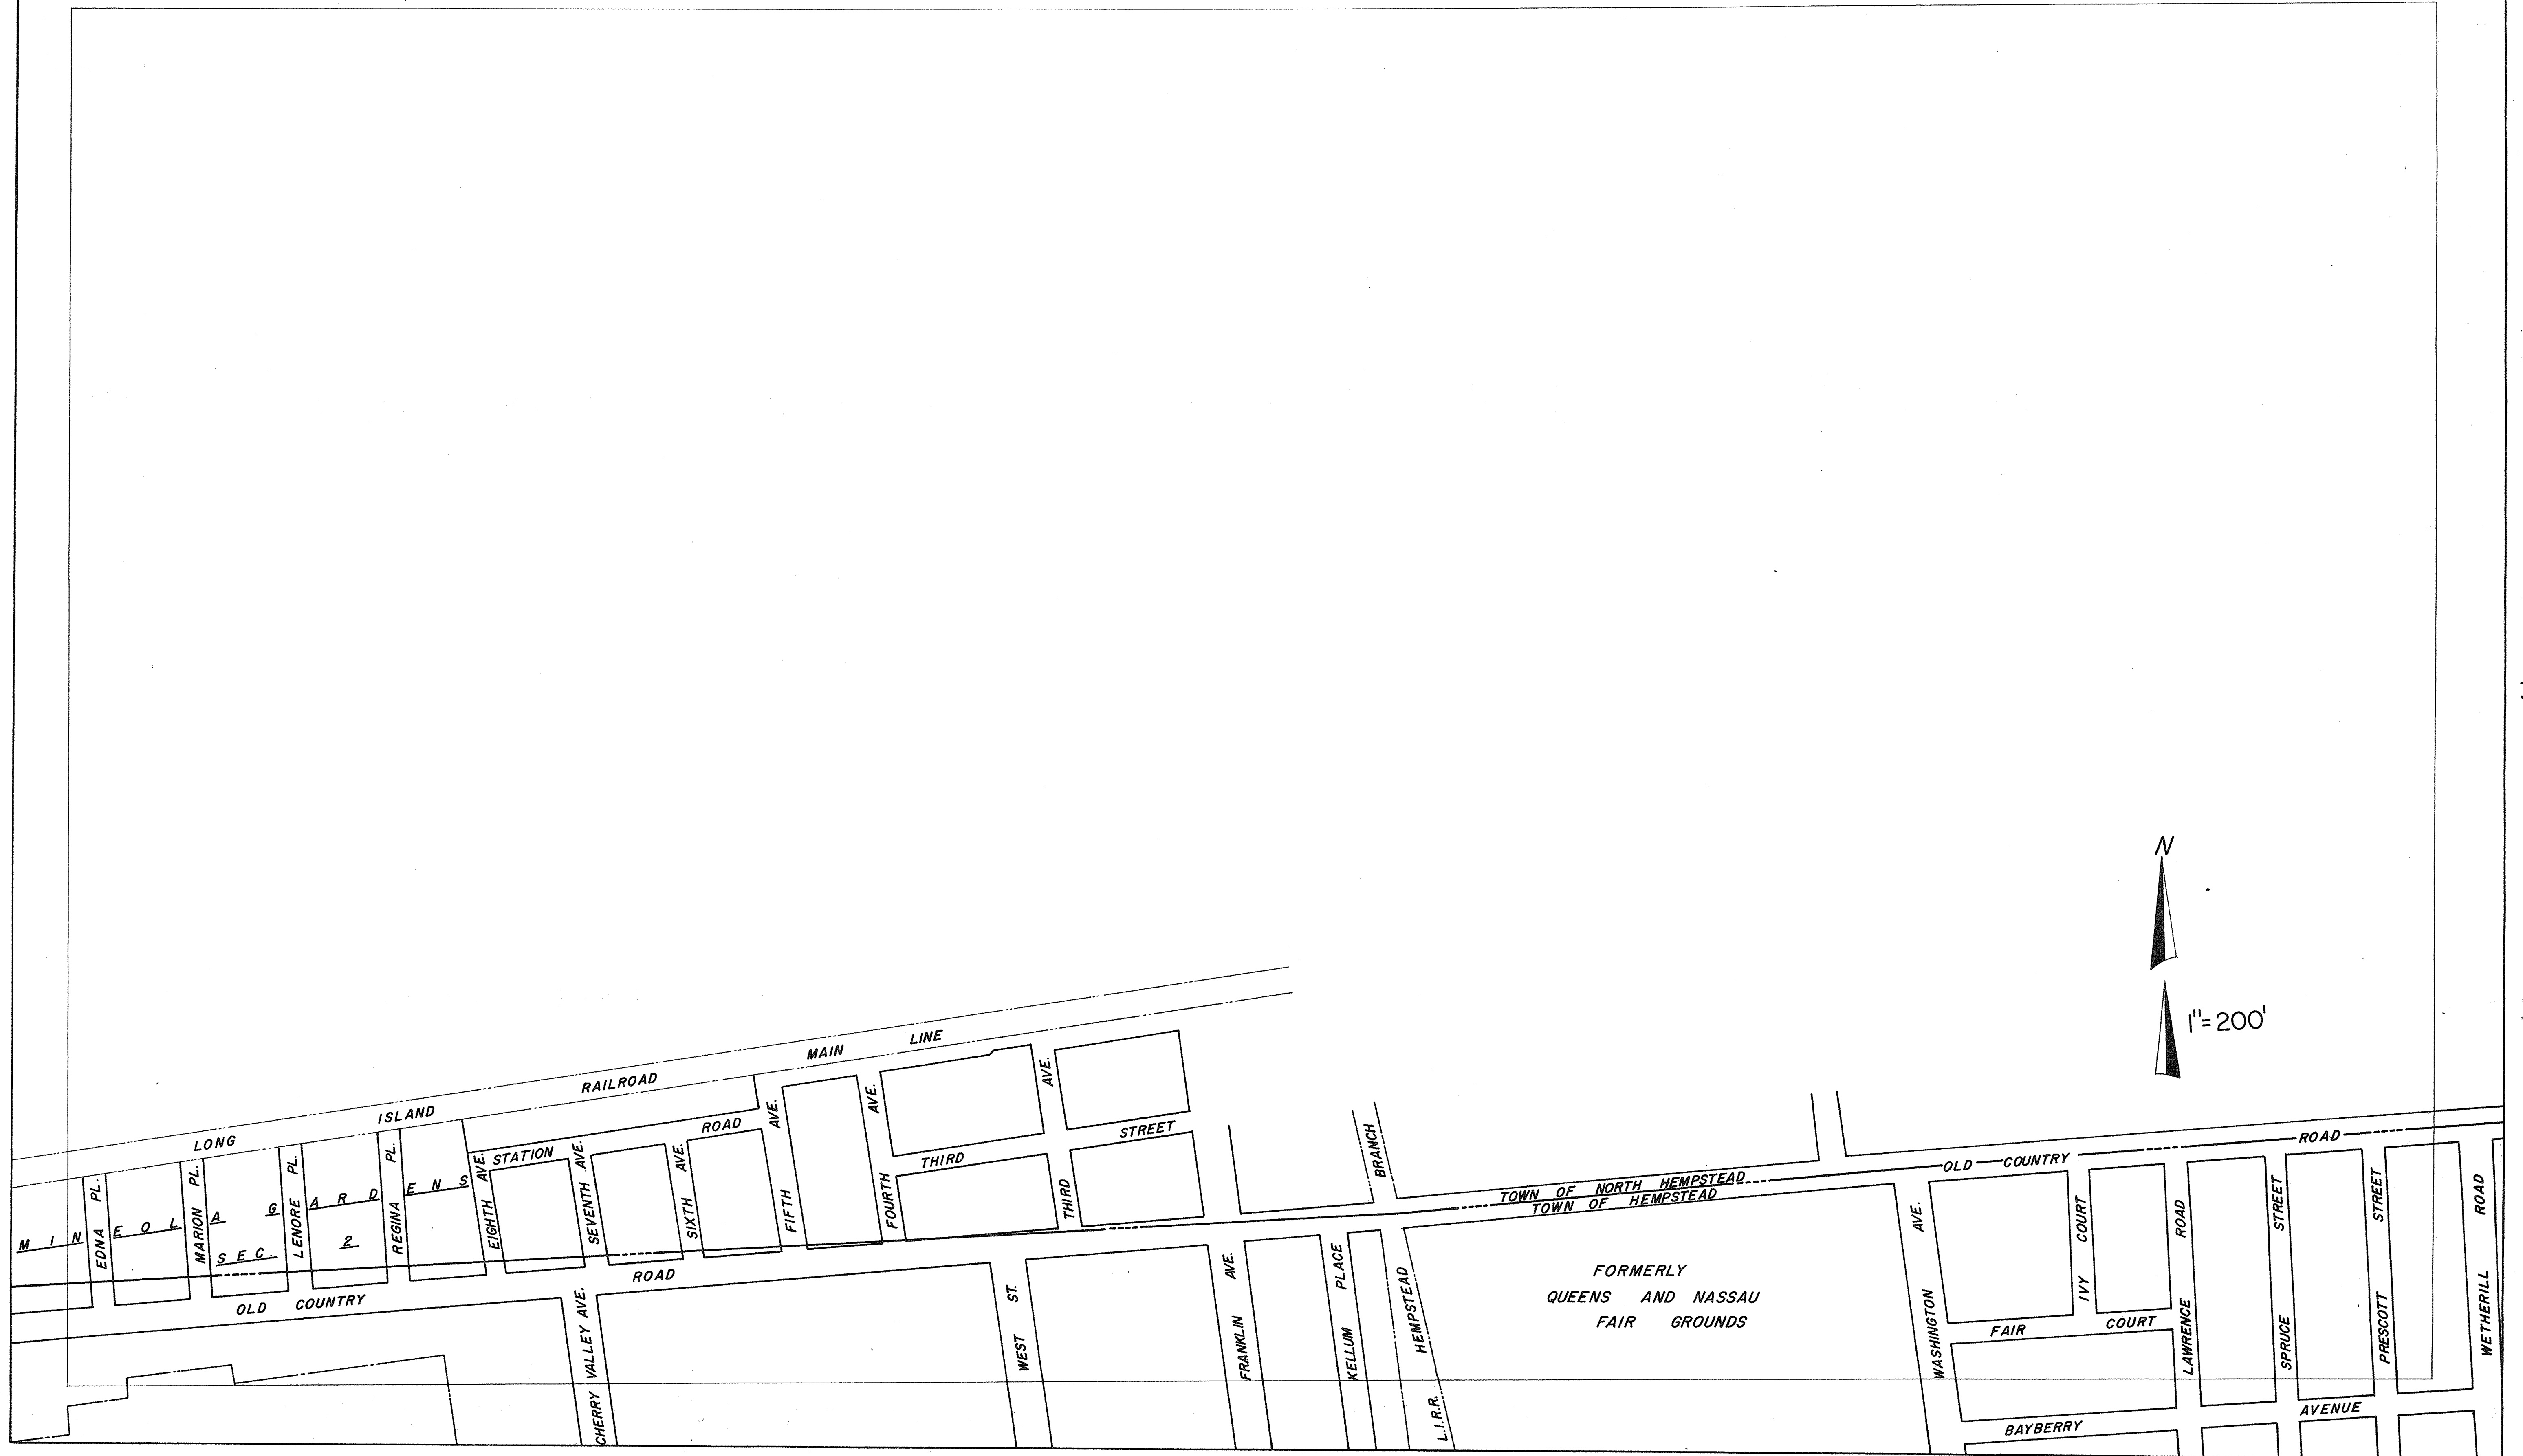 N
1"=200'
LONG ISLAND RAILROAD MAIN LINE
MINEOLA GARDENS
SEC. 2
EDNA PL.
MARION PL.
LENORE PL.
REGINA PL.
EIGHTH AVE.
STATION ROAD
SEVENTH AVE.
SIXTH AVE.
FIFTH AVE.
FOURTH AVE.
THIRD AVE.
THIRD STREET
BRANCH
TOWN OF NORTH HEMPSTEAD
TOWN OF HEMPSTEAD
OLD COUNTRY ROAD
OLD COUNTRY ROAD
CHERRY VALLEY AVE.
WEST ST.
FRANKLIN AVE.
KELLUM PLACE
HEMPSTEAD
L.I.R.R.
FORMERLY
QUEENS AND NASSAU
FAIR GROUNDS
WASHINGTON AVE.
IVY COURT
FAIR COURT
LAWRENCE ROAD
SPRUCE STREET
PRESCOTT STREET
WETHERILL ROAD
BAYBERRY AVENUE